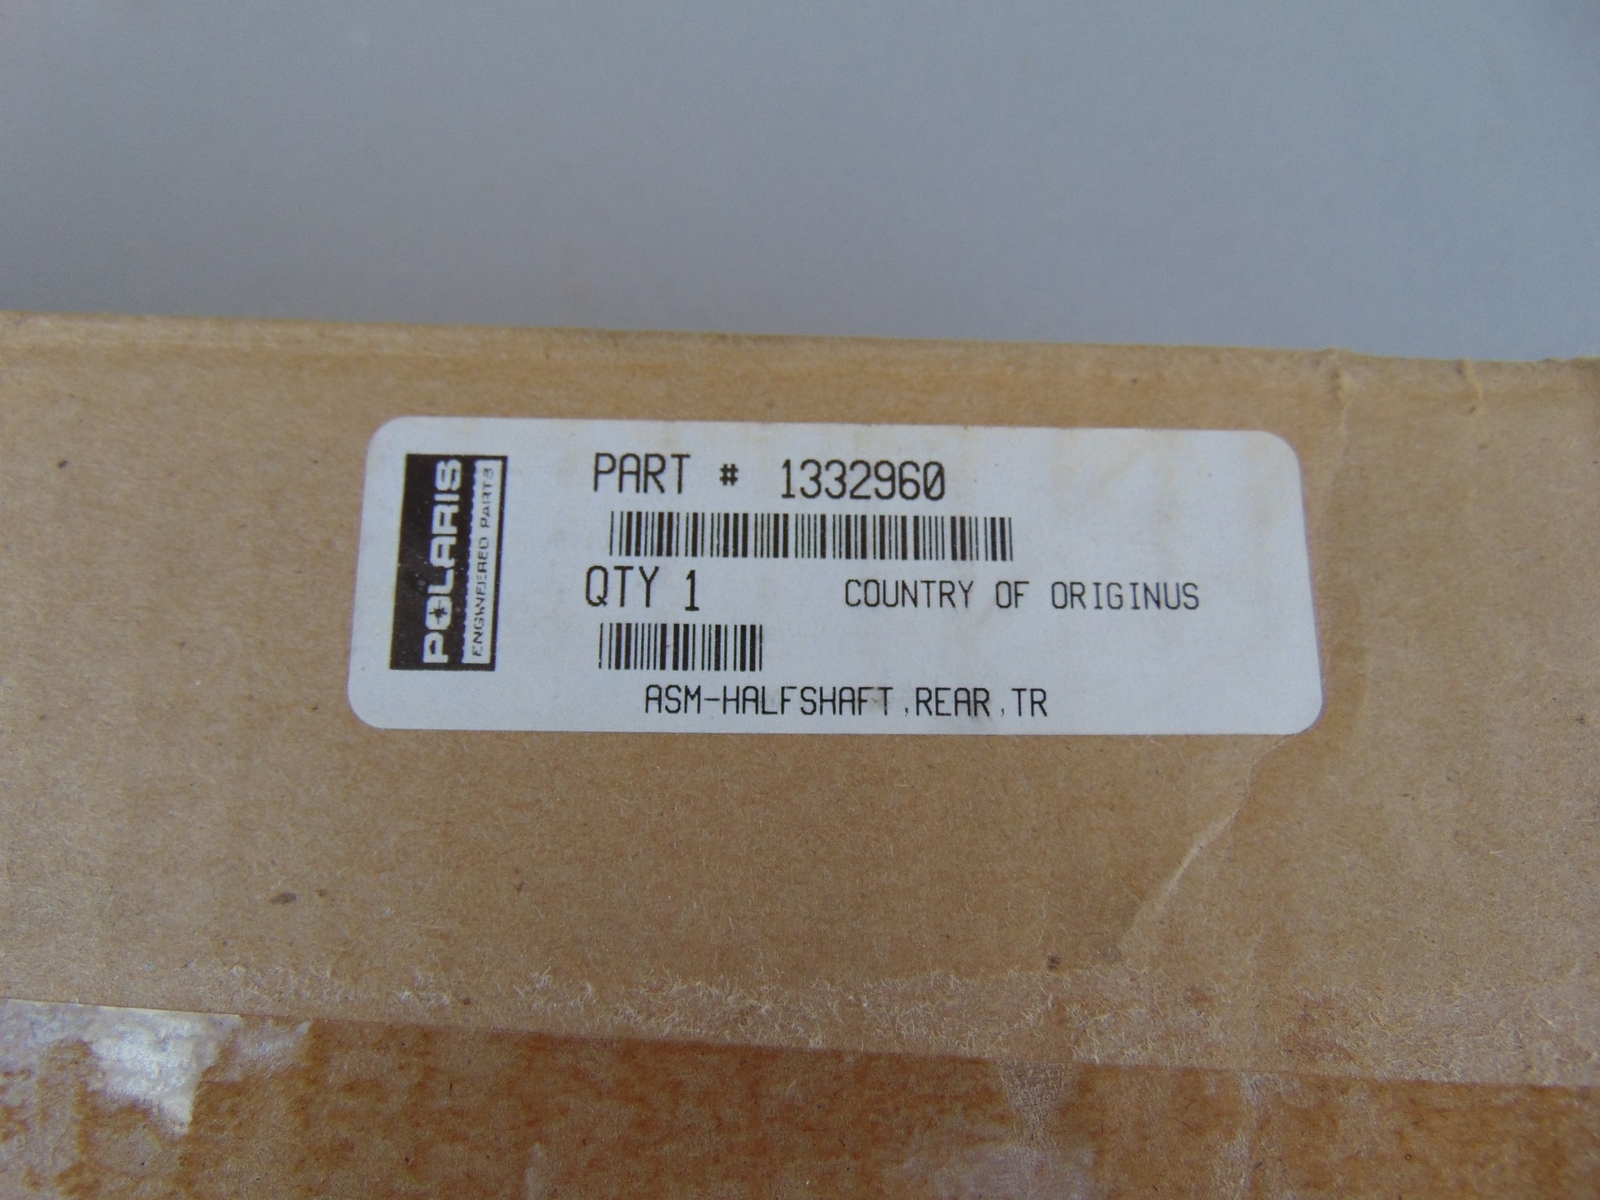 POLARIS
ENGINEERED PARTS
PART # 1332960
QTY 1 COUNTRY OF ORIGINUS
ASM-HALFSHAFT,REAR,TR